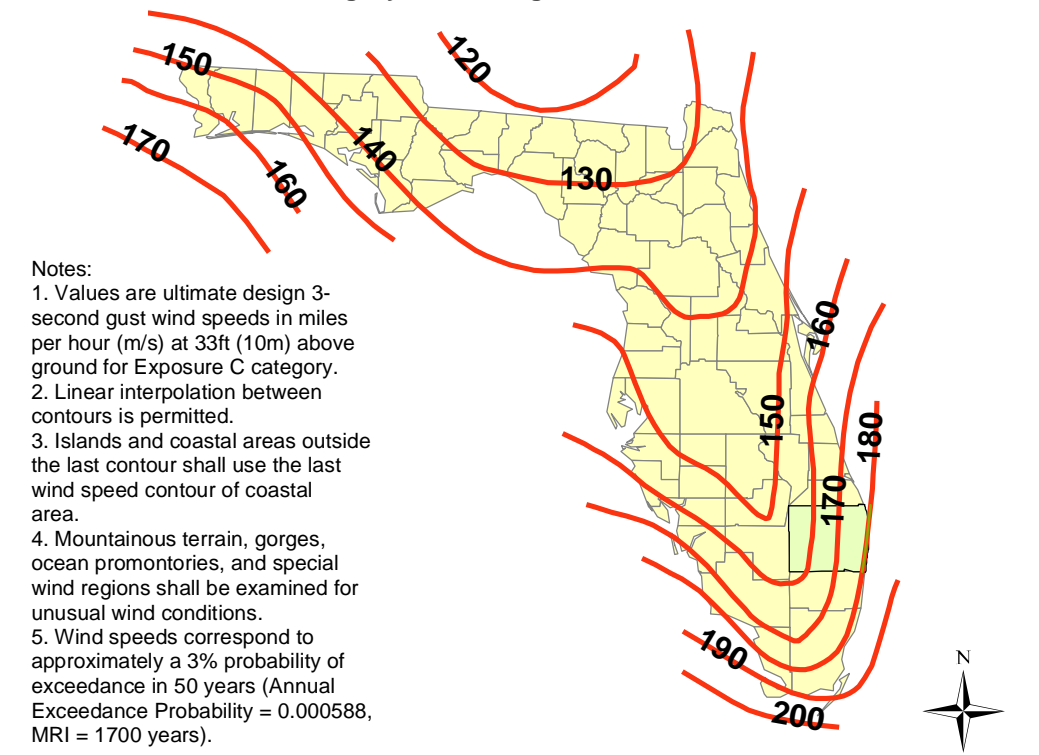 120
150
170
140
160
130
Notes:
1. Values are ultimate design 3-
second gust wind speeds in miles
per hour (m/s) at 33ft (10m) above
ground for Exposure C category.
2. Linear interpolation between
contours is permitted.
3. Islands and coastal areas outside
the last contour shall use the last
wind speed contour of coastal
area.
4. Mountainous terrain, gorges,
ocean promontories, and special
wind regions shall be examined for
unusual wind conditions.
5. Wind speeds correspond to
approximately a 3% probability of
exceedance in 50 years (Annual
Exceedance Probability = 0.000588,
MRI = 1700 years).
160
150
180
170
190
200
N